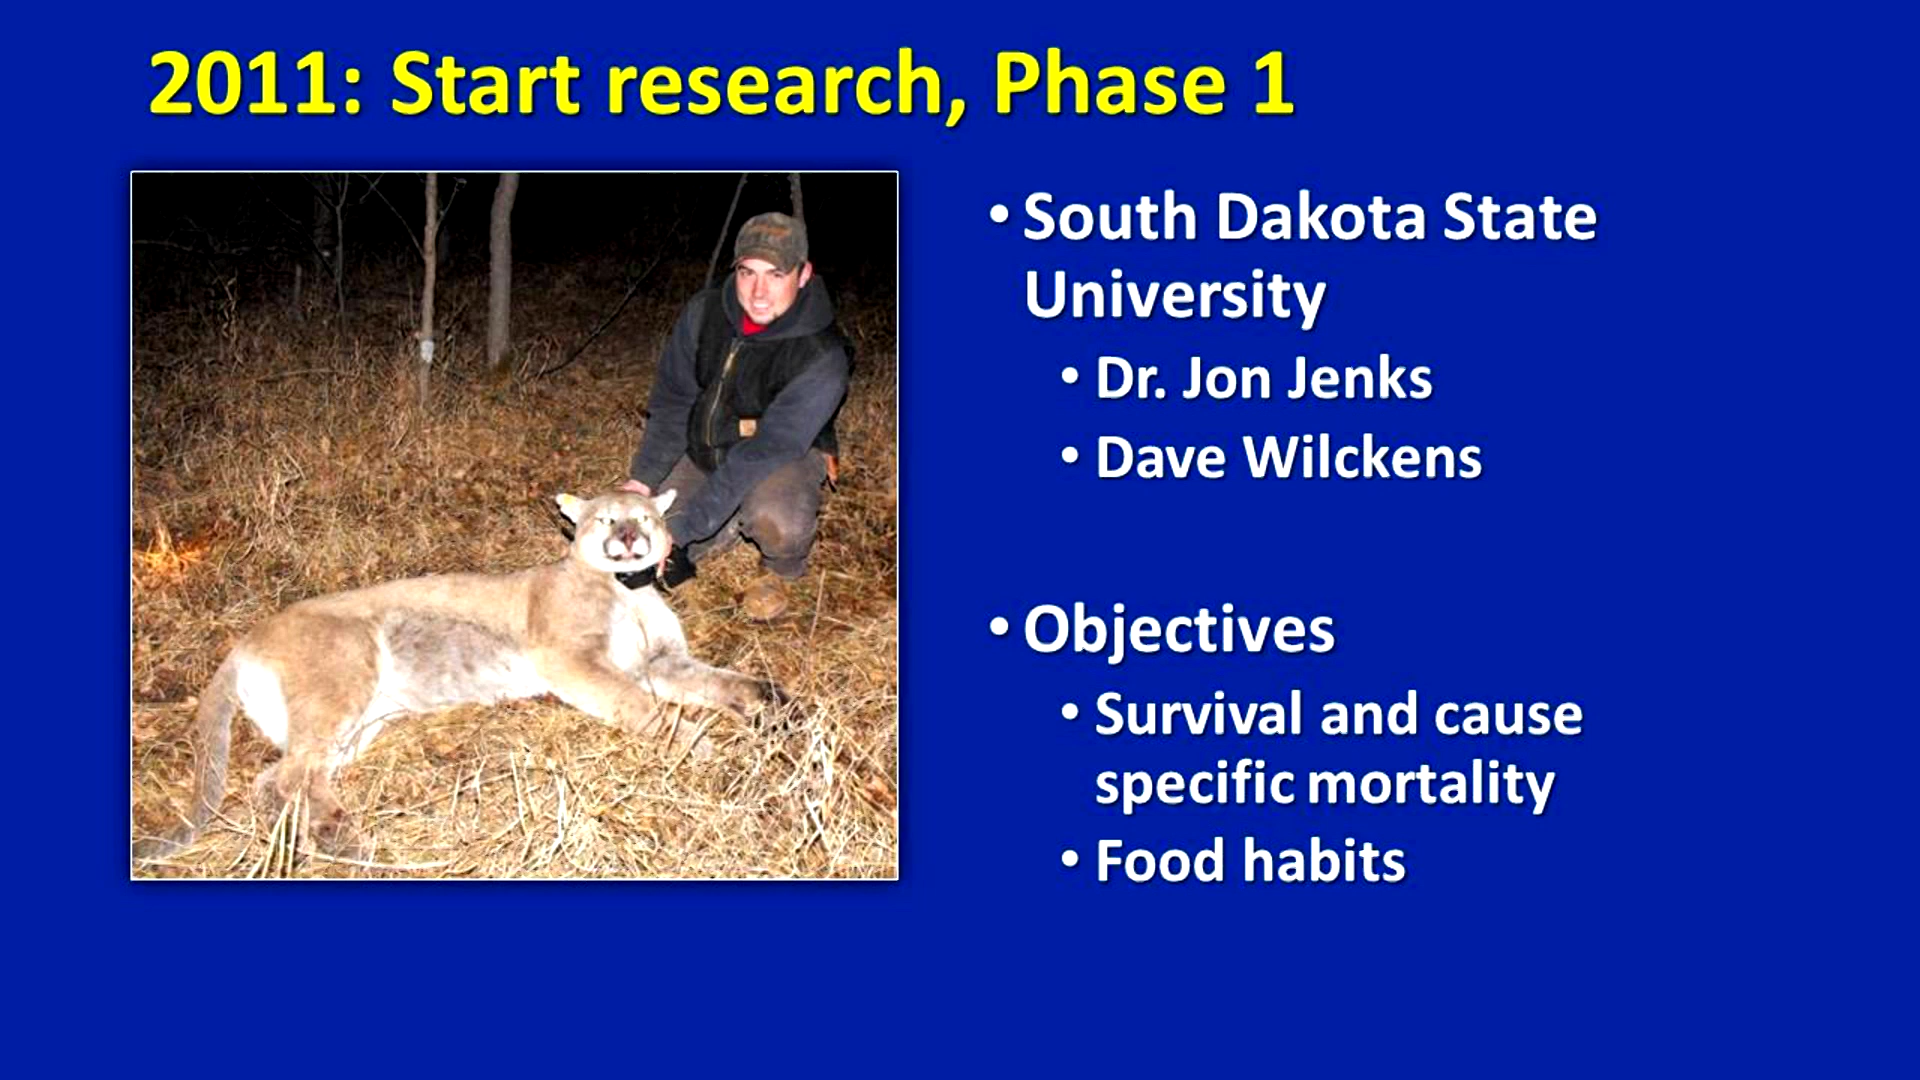 2011: Start research, Phase 1
• South Dakota State
University
• Dr. Jon Jenks
• Dave Wilckens
• Objectives
• Survival and cause
specific mortality
• Food habits